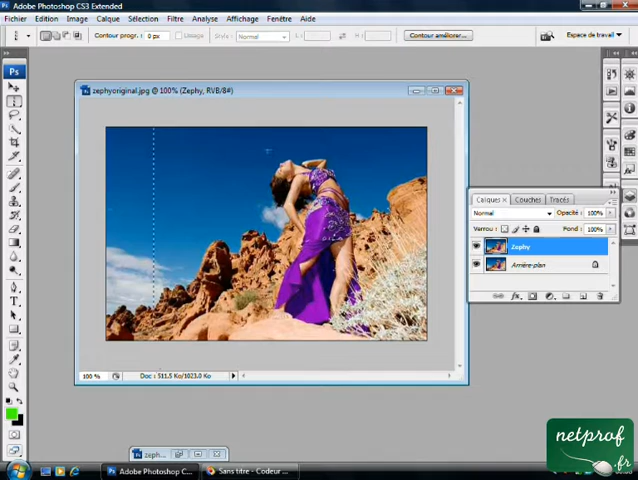 Adobe Photoshop CS3 Extended
Fichier Edition Image Calque Sélection Filtre Analyse Affichage Fenêtre Aide
Contour progr. : 0 px Lissage Style : Normal L : H : Contour améliorer... Espace de travail
Ps
zephyoriginal.jpg @ 100% (Zephy, RVB/8#)
Calques × Couches Tracés
Normal Opacité : 100%
Verrou : Fond : 100%
Zephy
Arrière-plan
100 % Doc : 511.5 Ko/1023.0 Ko
zeph...
Adobe Photoshop C... Sans titre - Codeur ...
netprof
.fr